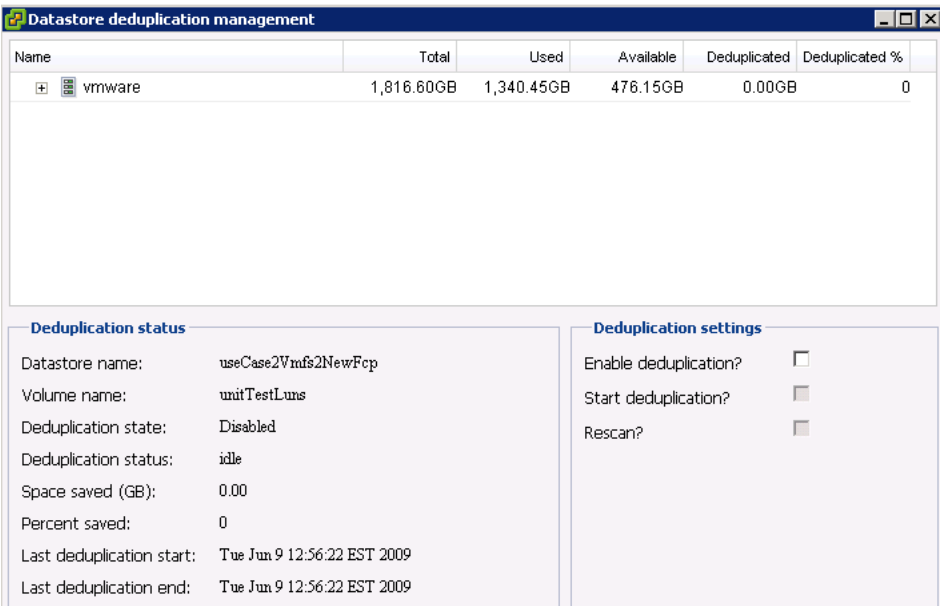 Datastore deduplication management
Name Total Used Available Deduplicated Deduplicated %
vmware 1,816.60GB 1,340.45GB 476.15GB 0.00GB 0
Deduplication status
Datastore name: useCase2Vmfs2NewFcp
Volume name: unitTestLuns
Deduplication state: Disabled
Deduplication status: idle
Space saved (GB): 0.00
Percent saved: 0
Last deduplication start: Tue Jun 9 12:56:22 EST 2009
Last deduplication end: Tue Jun 9 12:56:22 EST 2009
Deduplication settings
Enable deduplication?
Start deduplication?
Rescan?